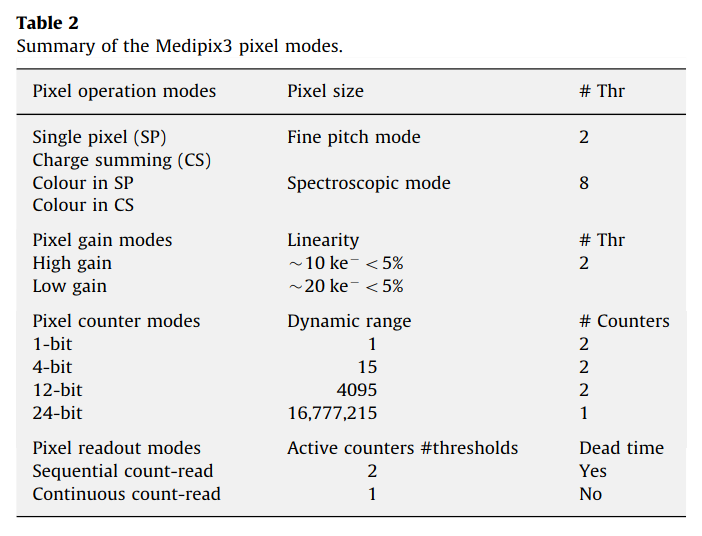 Table 2
Summary of the Medipix3 pixel modes.
Pixel operation modes Pixel size # Thr
Single pixel (SP) Fine pitch mode 2
Charge summing (CS)
Colour in SP Spectroscopic mode 8
Colour in CS
Pixel gain modes Linearity # Thr
High gain ∼10 ke⁻ <5% 2
Low gain ∼20 ke⁻ <5%
Pixel counter modes Dynamic range # Counters
1-bit 1 2
4-bit 15 2
12-bit 4095 2
24-bit 16,777,215 1
Pixel readout modes Active counters #thresholds Dead time
Sequential count-read 2 Yes
Continuous count-read 1 No